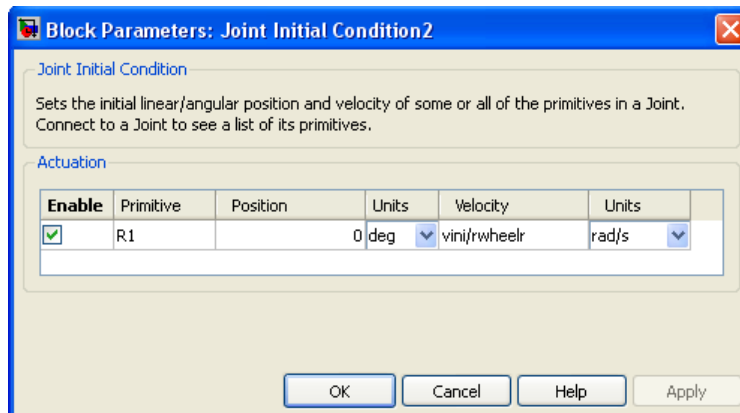 Block Parameters: Joint Initial Condition2
Joint Initial Condition
Sets the initial linear/angular position and velocity of some or all of the primitives in a Joint.
Connect to a Joint to see a list of its primitives.
Actuation
Enable Primitive Position Units Velocity Units
R1 0 deg vini/rwheelr rad/s
OK Cancel Help Apply